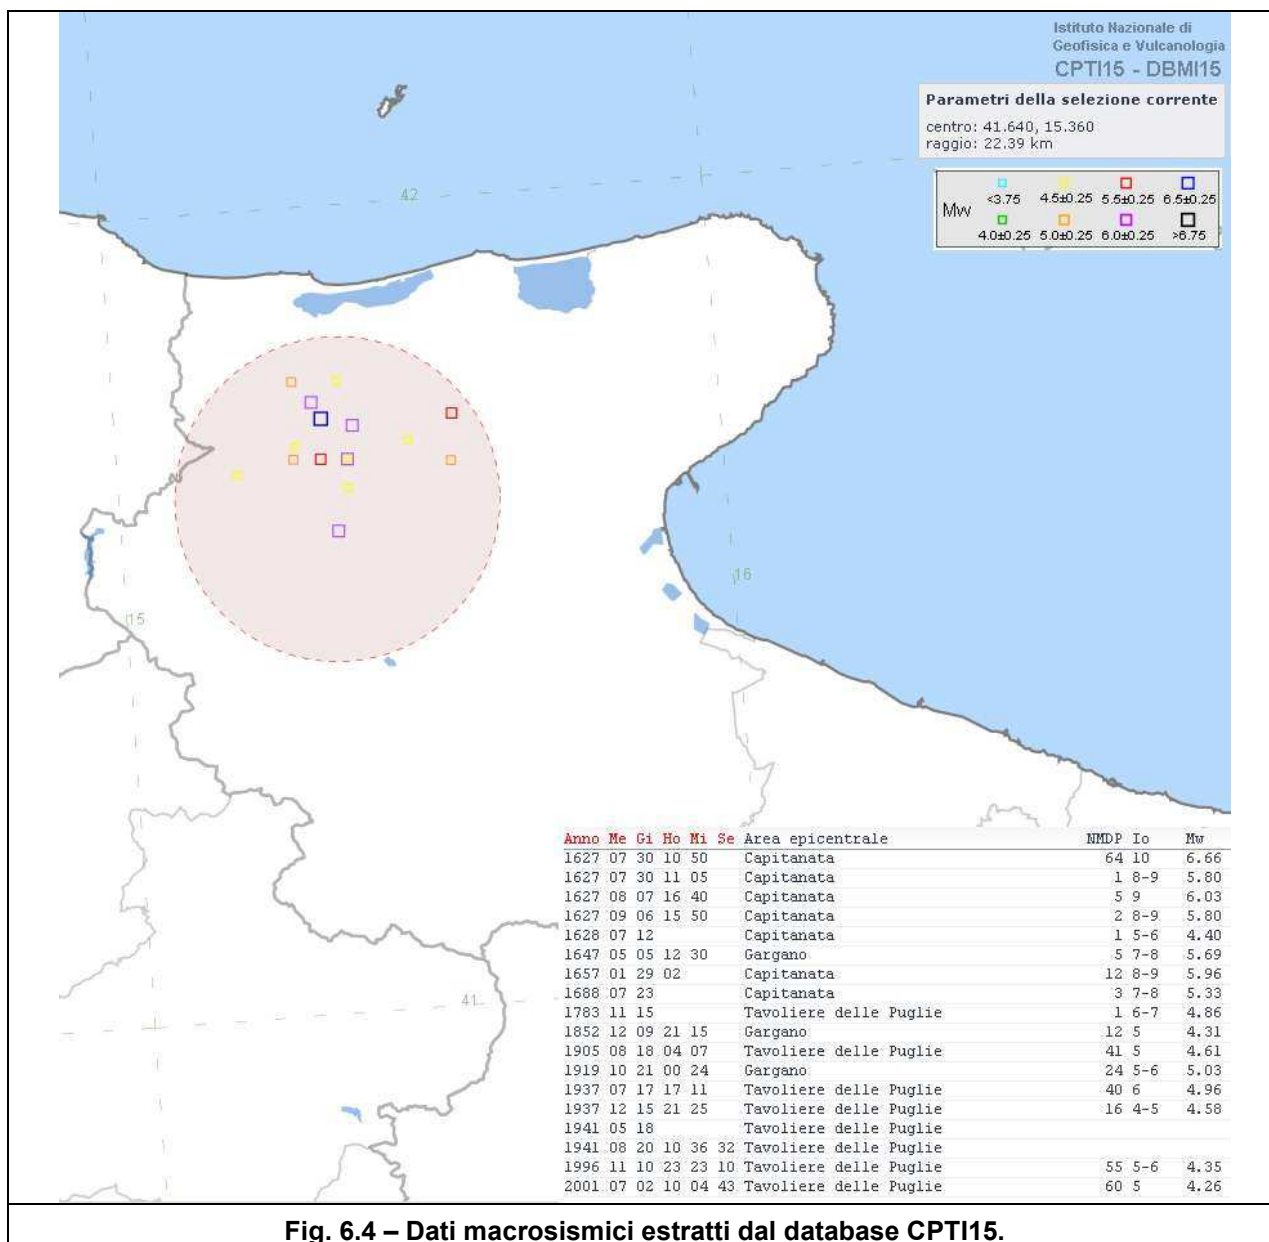 Istituto Nazionale di
Geofisica e Vulcanologia
CPTI15 - DBMI15
Parametri della selezione corrente
centro: 41.640, 15.360
raggio: 22.39 km
Mw
<3.75 4.5±0.25 5.5±0.25 6.5±0.25
4.0±0.25 5.0±0.25 6.0±0.25 >6.75
42
16
15
41
Anno Me Gi Ho Mi Se Area epicentrale NMDP Io Mw
1627 07 30 10 50 Capitanata 64 10 6.66
1627 07 30 11 05 Capitanata 1 8-9 5.80
1627 08 07 16 40 Capitanata 5 9 6.03
1627 09 06 15 50 Capitanata 2 8-9 5.80
1628 07 12 Capitanata 1 5-6 4.40
1647 05 05 12 30 Gargano 5 7-8 5.69
1657 01 29 02 Capitanata 12 8-9 5.96
1688 07 23 Capitanata 3 7-8 5.33
1783 11 15 Tavoliere delle Puglie 1 6-7 4.86
1852 12 09 21 15 Gargano 12 5 4.31
1905 08 18 04 07 Tavoliere delle Puglie 41 5 4.61
1919 10 21 00 24 Gargano 24 5-6 5.03
1937 07 17 17 11 Tavoliere delle Puglie 40 6 4.96
1937 12 15 21 25 Tavoliere delle Puglie 16 4-5 4.58
1941 05 18 Tavoliere delle Puglie
1941 08 20 10 36 32 Tavoliere delle Puglie
1996 11 10 23 23 10 Tavoliere delle Puglie 55 5-6 4.35
2001 07 02 10 04 43 Tavoliere delle Puglie 60 5 4.26
Fig. 6.4 – Dati macrosismici estratti dal database CPTI15.